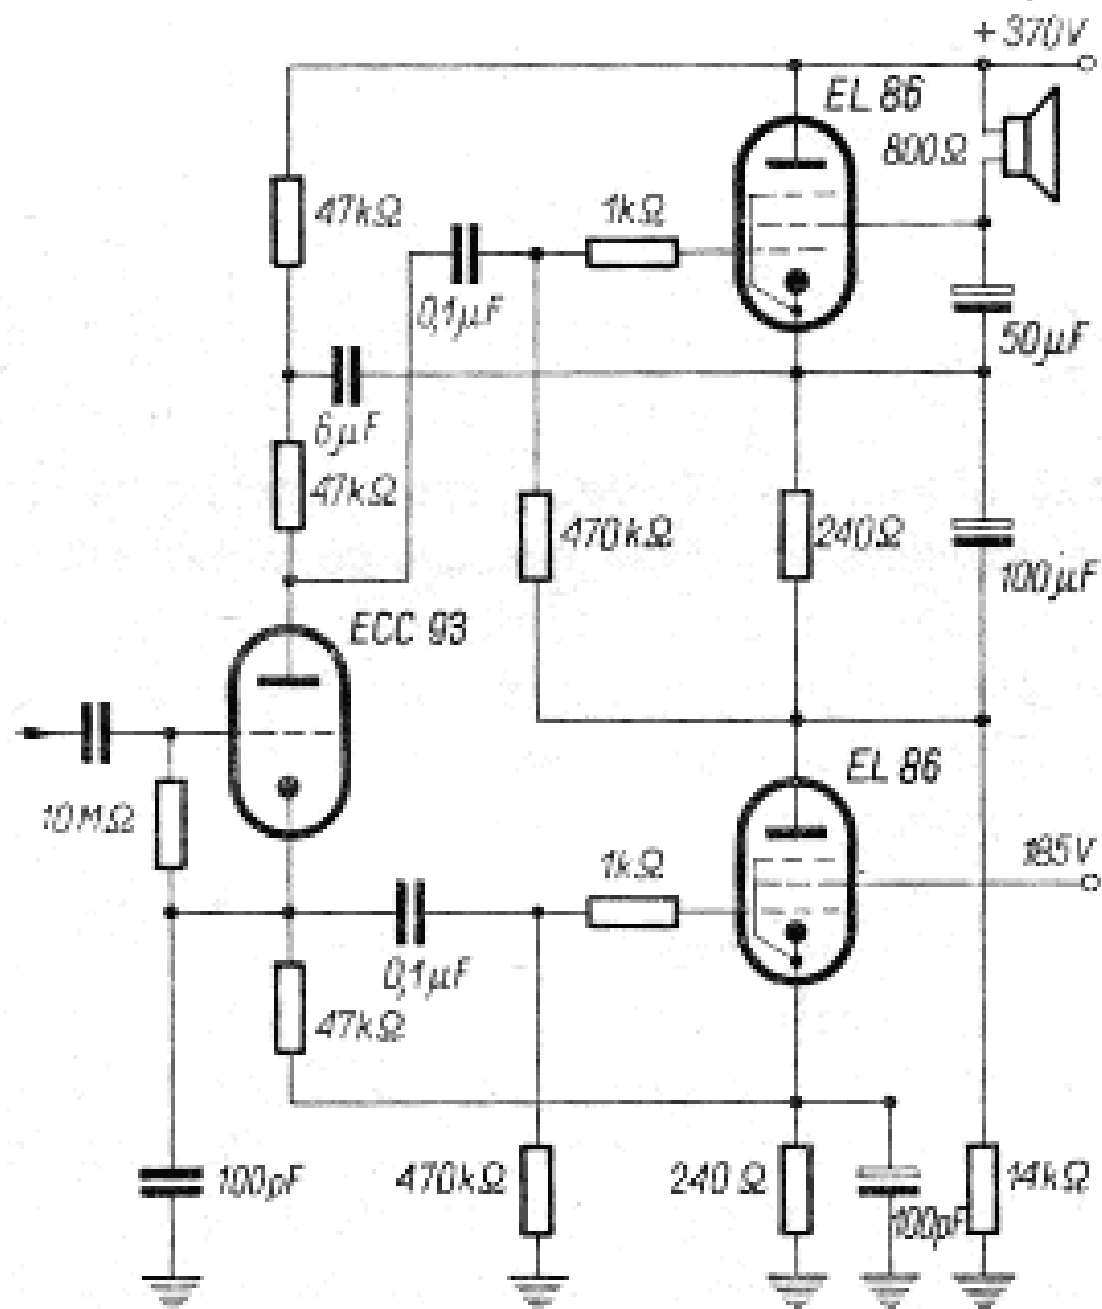 + 370V
EL 86
800Ω
47kΩ
1kΩ
0,1µF
50µF
6µF
47kΩ
470kΩ
240Ω
100µF
ECC 93
EL 86
10MΩ
185V
1kΩ
0,1µF
47kΩ
100pF
470kΩ
240Ω
100pF
14kΩ